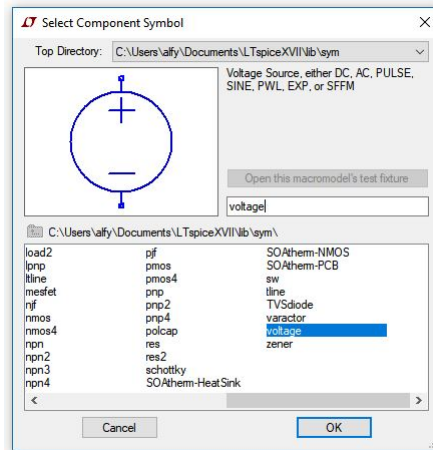 Select Component Symbol
Top Directory: C:\Users\alfy\Documents\LTspiceXVII\lib\sym
Voltage Source, either DC, AC, PULSE,
SINE, PWL, EXP, or SFFM
Open this macromodel's test fixture
voltage
C:\Users\alfy\Documents\LTspiceXVII\lib\sym\
load2 pjf SOAtherm-NMOS
lpnp pmos SOAtherm-PCB
ltline pmos4 sw
mesfet pnp tline
njf pnp2 TVSdiode
nmos pnp4 varactor
nmos4 polcap voltage
npn res zener
npn2 res2
npn3 schottky
npn4 SOAtherm-HeatSink
Cancel OK